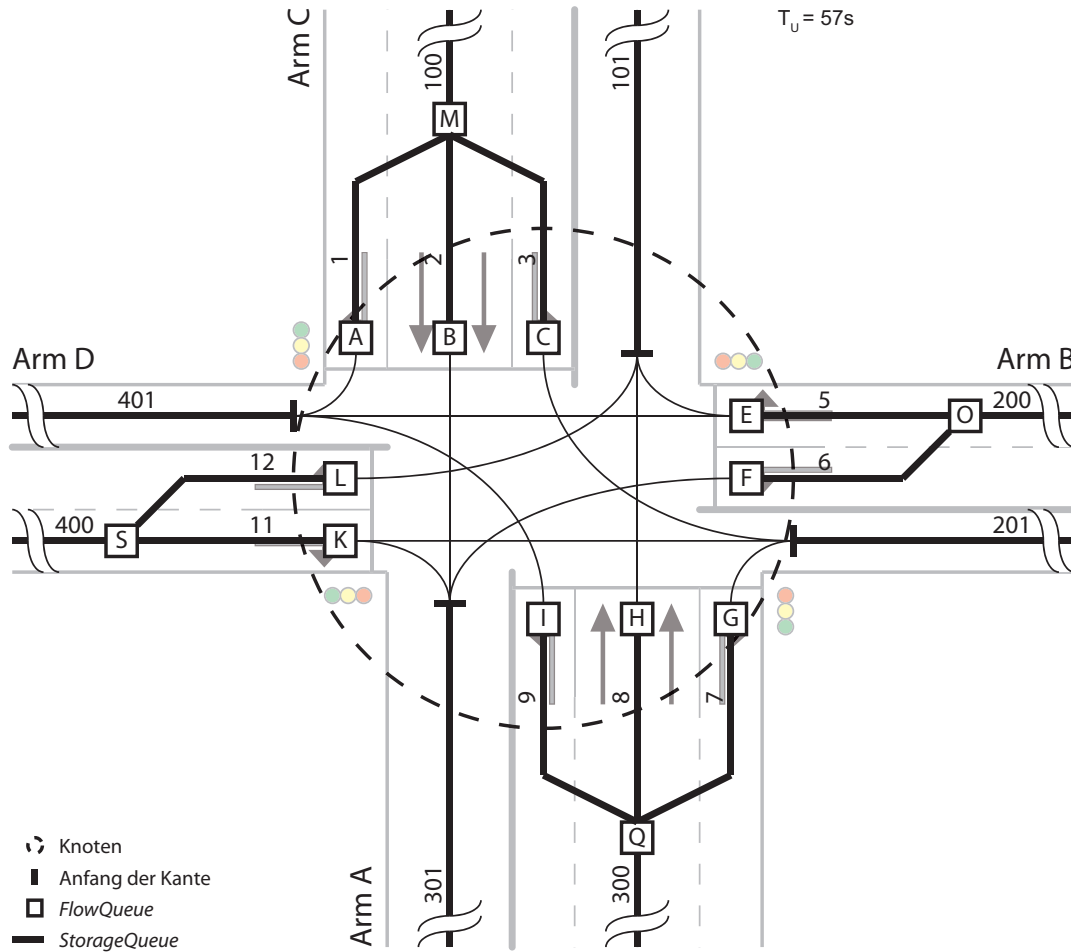 T_U = 57s
Arm C
100
101
M
1
2
3
A
B
C
Arm D
Arm B
401
5
200
E
O
12
6
L
F
400
11
201
S
K
I
H
G
9
8
7
Q
Arm A
301
300
Knoten
Anfang der Kante
FlowQueue
StorageQueue